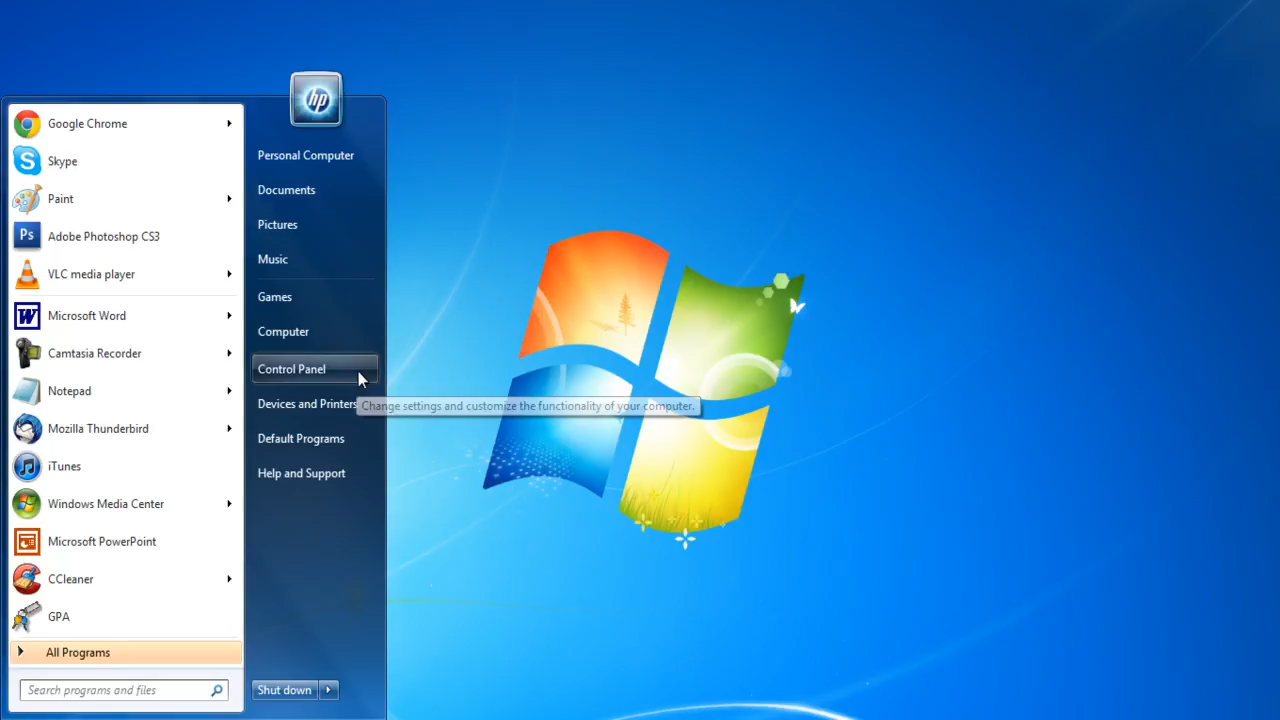 hp
Google Chrome
Skype
Paint
Ps
Adobe Photoshop CS3
VLC media player
W
Microsoft Word
Camtasia Recorder
Notepad
Mozilla Thunderbird
iTunes
Windows Media Center
Microsoft PowerPoint
CCleaner
GPA
All Programs
Search programs and files
Personal Computer
Documents
Pictures
Music
Games
Computer
Control Panel
Devices and Printers
Change settings and customize the functionality of your computer.
Default Programs
Help and Support
Shut down